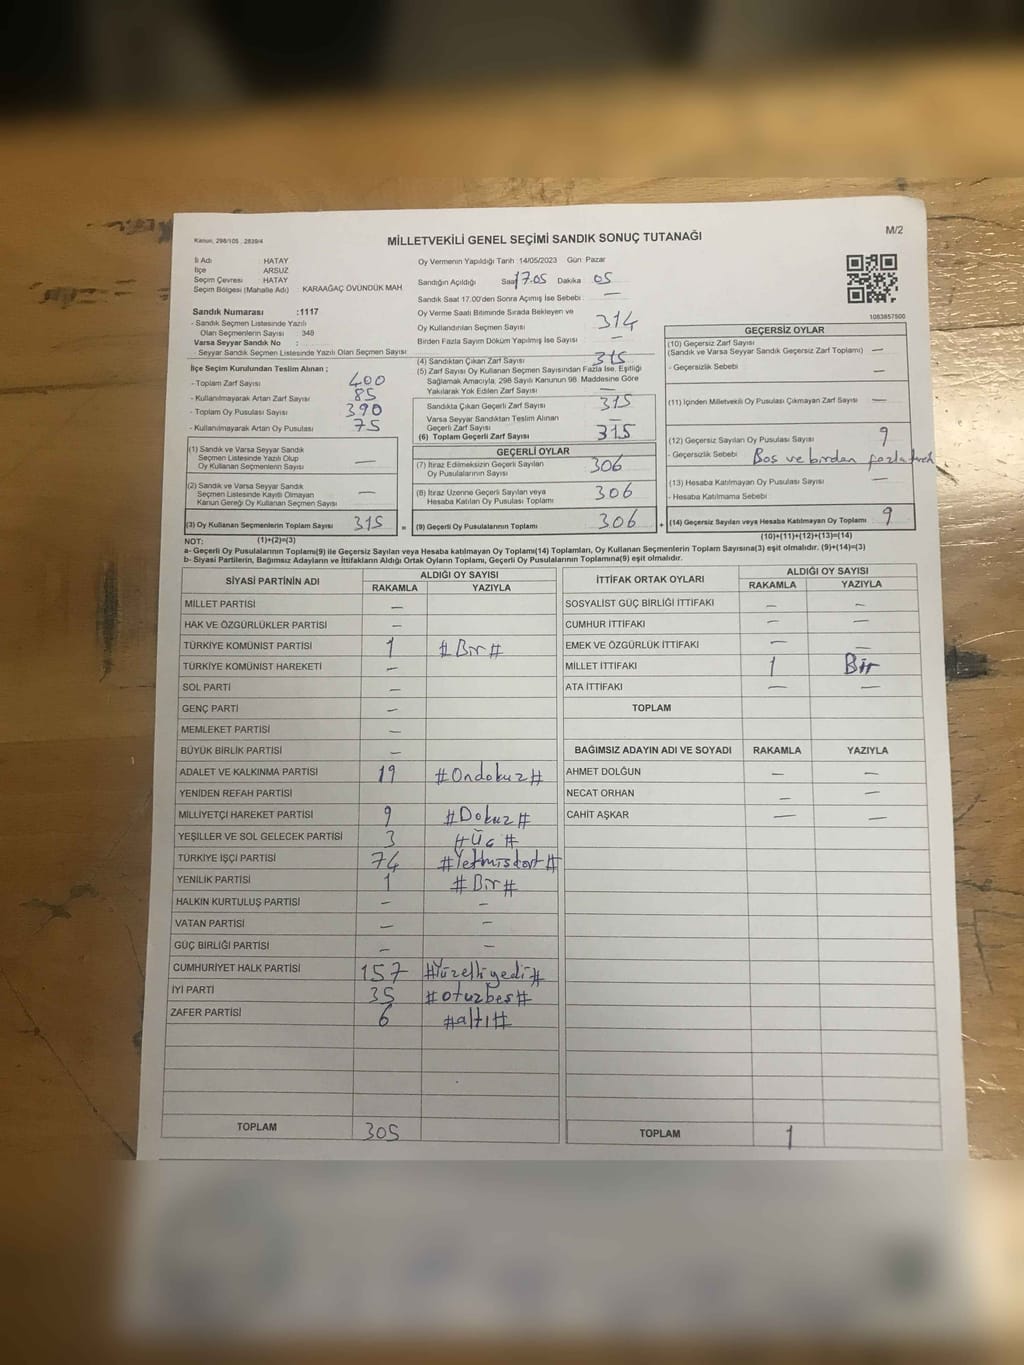 Kanun, 298/105 , 2839/4
MİLLETVEKİLİ GENEL SEÇİMİ SANDIK SONUÇ TUTANAĞI
M/2
İl Adı : HATAY
İlçe ARSUZ
Seçim Çevresi : HATAY
Seçim Bölgesi (Mahalle Adı) : KARAAĞAÇ ÖVÜNDÜK MAH
Sandık Numarası :1117
- Sandık Seçmen Listesinde Yazılı
Olan Seçmenlerin Sayısı 348
Varsa Seyyar Sandık No :
Seyyar Sandık Seçmen Listesinde Yazılı Olan Seçmen Sayısı:
İlçe Seçim Kurulundan Teslim Alınan ;
- Toplam Zarf Sayısı 400
- Kullanılmayarak Artan Zarf Sayısı 85
- Toplam Oy Pusulası Sayısı 390
- Kullanılmayarak Artan Oy Pusulası 75
(1) Sandık ve Varsa Seyyar Sandık
Seçmen Listesinde Yazılı Olup
Oy Kullanan Seçmenlerin Sayısı —
(2) Sandık ve Varsa Seyyar Sandık
Seçmen Listesinde Kayıtlı Olmayan
Kanun Gereği Oy Kullanan Seçmen Sayısı —
(3) Oy Kullanan Seçmenlerin Toplam Sayısı 315 =
(1)+(2)=(3)
Oy Vermenin Yapıldığı Tarih :14/05/2023 Gün :Pazar
Sandığın Açıldığı Saat 17.05 Dakika 05
Sandık Saat 17.00'den Sonra Açımış İse Sebebi : —
Oy Verme Saati Bitiminde Sırada Bekleyen ve
Oy Kullandırılan Seçmen Sayısı 314
Birden Fazla Sayım Döküm Yapılmış İse Sayısı —
(4) Sandıktan Çıkan Zarf Sayısı 315
(5) Zarf Sayısı Oy Kullanan Seçmen Sayısından Fazla İse, Eşitliği
Sağlamak Amacıyla, 298 Sayılı Kanunun 98. Maddesine Göre
Yakılarak Yok Edilen Zarf Sayısı —
Sandıkta Çıkan Geçerli Zarf Sayısı 315
Varsa Seyyar Sandıktan Teslim Alınan
Geçerli Zarf Sayısı
(6) Toplam Geçerli Zarf Sayısı 315
GEÇERLİ OYLAR
(7) İtiraz Edilmeksizin Geçerli Sayılan
Oy Pusulalarının Sayısı 306
(8) İtiraz Üzerine Geçerli Sayılan veya
Hesaba Katılan Oy Pusulası Toplamı 306
(9) Geçerli Oy Pusulalarının Toplamı 306 +
1083857500
GEÇERSİZ OYLAR
(10) Geçersiz Zarf Sayısı
(Sandık ve Varsa Seyyar Sandık Geçersiz Zarf Toplamı) —
- Geçersizlik Sebebi —
(11) İçinden Milletvekili Oy Pusulası Çıkmayan Zarf Sayısı —
(12) Geçersiz Sayılan Oy Pusulası Sayısı 9
- Geçersizlik Sebebi Boş ve birden fazla
(13) Hesaba Katılmayan Oy Pusulası Sayısı —
- Hesaba Katılmama Sebebi
(14) Geçersiz Sayılan veya Hesaba Katılmayan Oy Toplamı 9
(10)+(11)+(12)+(13)=(14)
NOT:
a- Geçerli Oy Pusulalarının Toplamı(9) ile Geçersiz Sayılan veya Hesaba katılmayan Oy Toplamı(14) Toplamları, Oy Kullanan Seçmenlerin Toplam Sayısına(3) eşit olmalıdır. (9)+(14)=(3)
b- Siyasi Partilerin, Bağımsız Adayların ve İttifakların Aldığı Ortak Oyların Toplamı, Geçerli Oy Pusulalarının Toplamına(9) eşit olmalıdır.
SİYASİ PARTİNİN ADI ALDIĞI OY SAYISI
RAKAMLA YAZIYLA
MİLLET PARTİSİ —
HAK VE ÖZGÜRLÜKLER PARTİSİ —
TÜRKİYE KOMÜNİST PARTİSİ 1 #Bir#
TÜRKİYE KOMÜNİST HAREKETİ —
SOL PARTİ —
GENÇ PARTİ —
MEMLEKET PARTİSİ —
BÜYÜK BİRLİK PARTİSİ —
ADALET VE KALKINMA PARTİSİ 19 #Ondokuz#
YENİDEN REFAH PARTİSİ
MİLLİYETÇİ HAREKET PARTİSİ 9 #Dokuz#
YEŞİLLER VE SOL GELECEK PARTİSİ 3 #Üç#
TÜRKİYE İŞÇİ PARTİSİ 74 #Yetmişdört#
YENİLİK PARTİSİ 1 #Bir#
HALKIN KURTULUŞ PARTİSİ — —
VATAN PARTİSİ — —
GÜÇ BİRLİĞİ PARTİSİ — —
CUMHURİYET HALK PARTİSİ 157 #Yüzelliyedi#
İYİ PARTİ 35 #otuzbeş#
ZAFER PARTİSİ 6 #altı#
TOPLAM 305
İTTİFAK ORTAK OYLARI ALDIĞI OY SAYISI
RAKAMLA YAZIYLA
SOSYALİST GÜÇ BİRLİĞİ İTTİFAKI — —
CUMHUR İTTİFAKI — —
EMEK VE ÖZGÜRLÜK İTTİFAKI — —
MİLLET İTTİFAKI 1 Bir
ATA İTTİFAKI — —
TOPLAM
BAĞIMSIZ ADAYIN ADI VE SOYADI RAKAMLA YAZIYLA
AHMET DOLĞUN — —
NECAT ORHAN — —
CAHİT AŞKAR — —
TOPLAM 1